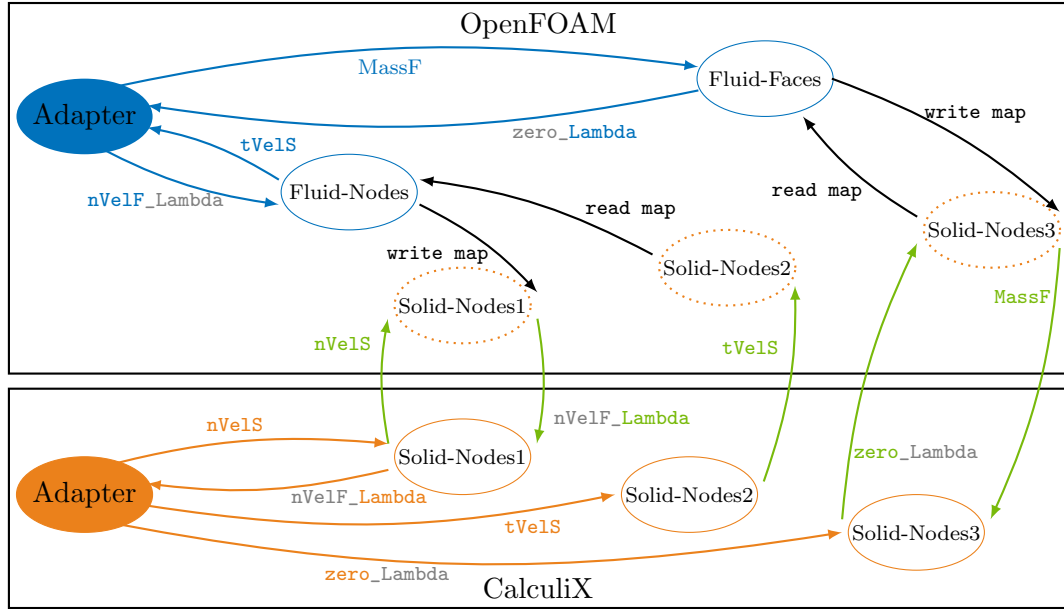 OpenFOAM
MassF
Fluid-Faces
Adapter
write map
zero_Lambda
tVelS
read map
nVelF_Lambda
Fluid-Nodes
read map
Solid-Nodes3
write map
Solid-Nodes2
Solid-Nodes1
MassF
nVelS
tVelS
nVelS
nVelF_Lambda
Solid-Nodes1
zero_Lambda
Adapter
nVelF_Lambda
Solid-Nodes2
tVelS
Solid-Nodes3
zero_Lambda
CalculiX